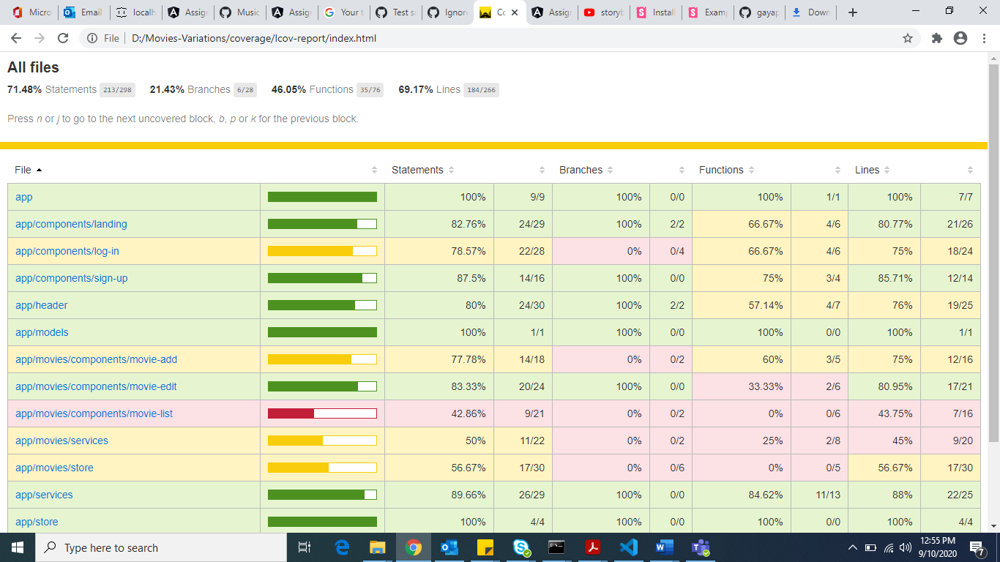 Micro Email localh Assign Music Assign Your t Test s Ignore Co Assign storyb Install Examp gayap Down
File D:/Movies-Variations/coverage/lcov-report/index.html
All files
71.48% Statements 213/298 21.43% Branches 6/28 46.05% Functions 35/76 69.17% Lines 184/266
Press n or j to go to the next uncovered block, b, p or k for the previous block.
File Statements Branches Functions Lines
app 100% 9/9 100% 0/0 100% 1/1 100% 7/7
app/components/landing 82.76% 24/29 100% 2/2 66.67% 4/6 80.77% 21/26
app/components/log-in 78.57% 22/28 0% 0/4 66.67% 4/6 75% 18/24
app/components/sign-up 87.5% 14/16 100% 0/0 75% 3/4 85.71% 12/14
app/header 80% 24/30 100% 2/2 57.14% 4/7 76% 19/25
app/models 100% 1/1 100% 0/0 100% 0/0 100% 1/1
app/movies/components/movie-add 77.78% 14/18 0% 0/2 60% 3/5 75% 12/16
app/movies/components/movie-edit 83.33% 20/24 100% 0/0 33.33% 2/6 80.95% 17/21
app/movies/components/movie-list 42.86% 9/21 0% 0/2 0% 0/6 43.75% 7/16
app/movies/services 50% 11/22 0% 0/2 25% 2/8 45% 9/20
app/movies/store 56.67% 17/30 0% 0/6 0% 0/5 56.67% 17/30
app/services 89.66% 26/29 100% 0/0 84.62% 11/13 88% 22/25
app/store 100% 4/4 100% 0/0 100% 0/0 100% 4/4
Type here to search
12:55 PM
9/10/2020
7